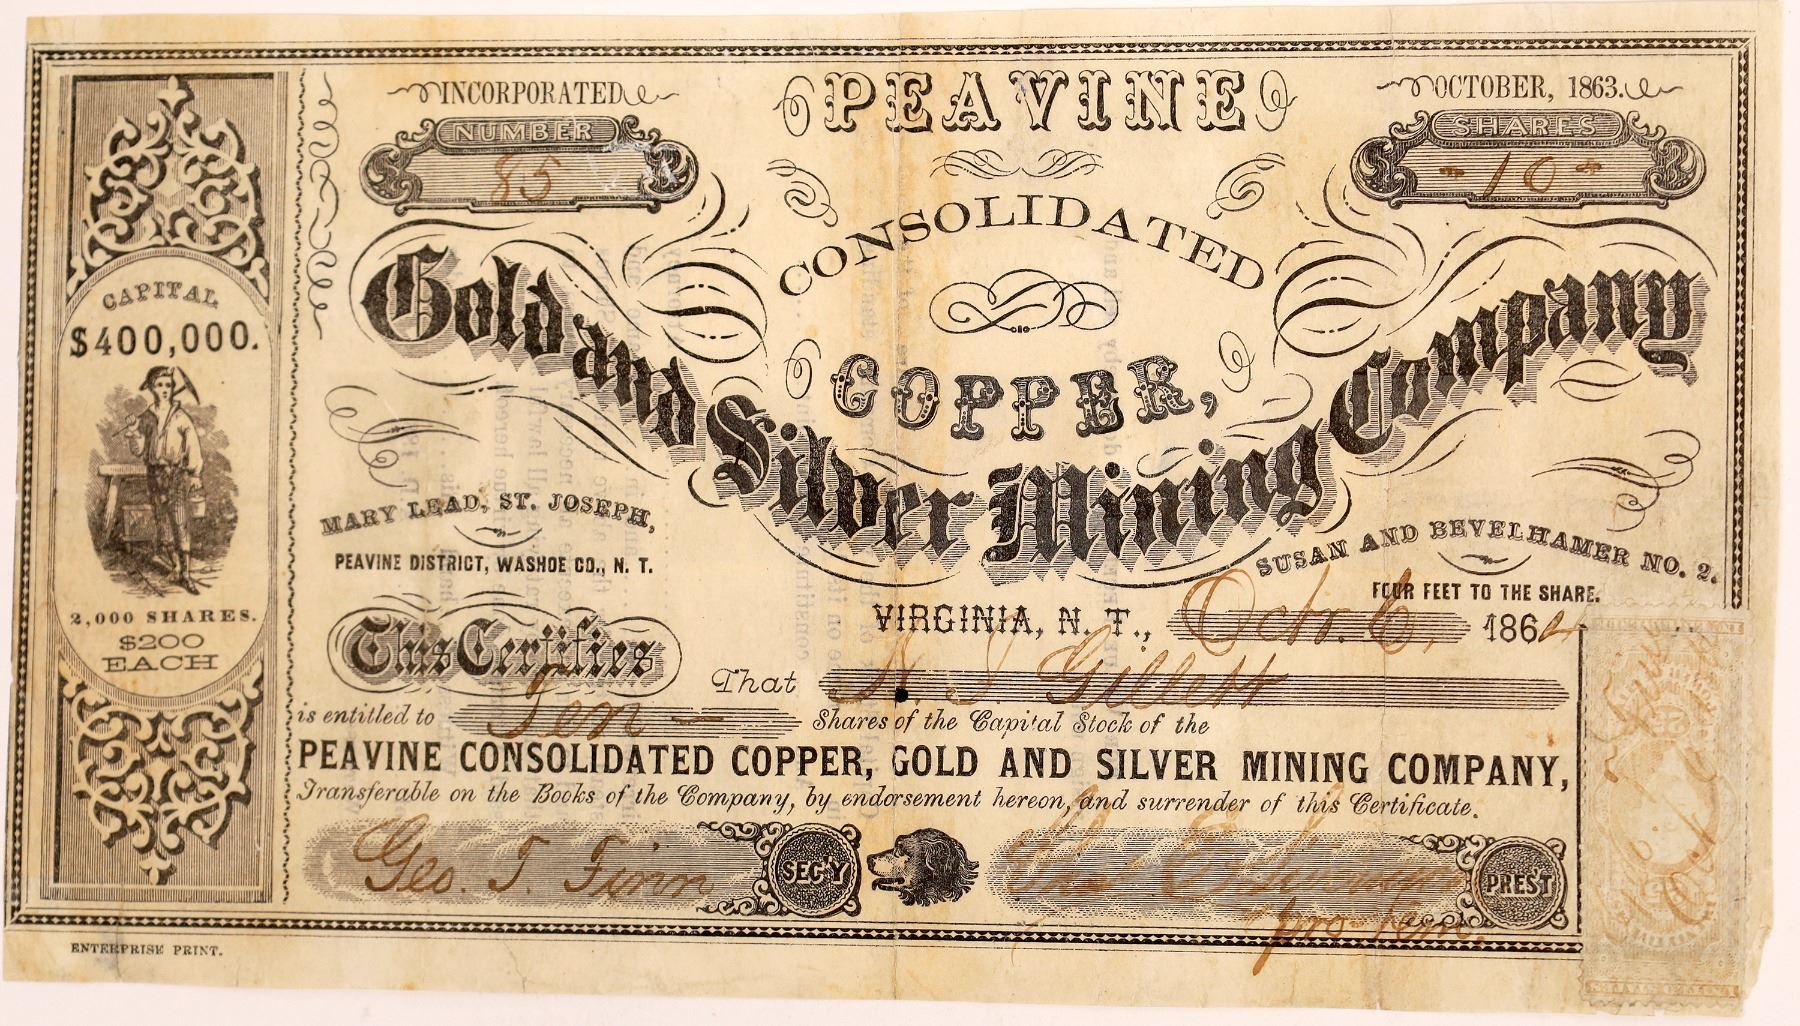 INCORPORATED
OCTOBER, 1863.
PEAVINE
NUMBER
85
SHARES
- 10 -
CONSOLIDATED
COPPER,
Gold and Silver Mining Company
CAPITAL
$400,000.
2,000 SHARES.
$200
EACH
MARY LEAD, ST. JOSEPH,
PEAVINE DISTRICT, WASHOE CO., N. T.
SUSAN AND BEVELHAMER NO. 2.
FOUR FEET TO THE SHARE.
VIRGINIA, N. T., Octr. 6, 1864
This Certifies
That Gillett
is entitled to Ten — Shares of the Capital Stock of the
PEAVINE CONSOLIDATED COPPER, GOLD AND SILVER MINING COMPANY,
Transferable on the Books of the Company, by endorsement hereon, and surrender of this Certificate.
Geo. T. Finn
SEC'Y
PRES'T
pro tem.
ENTERPRISE PRINT.